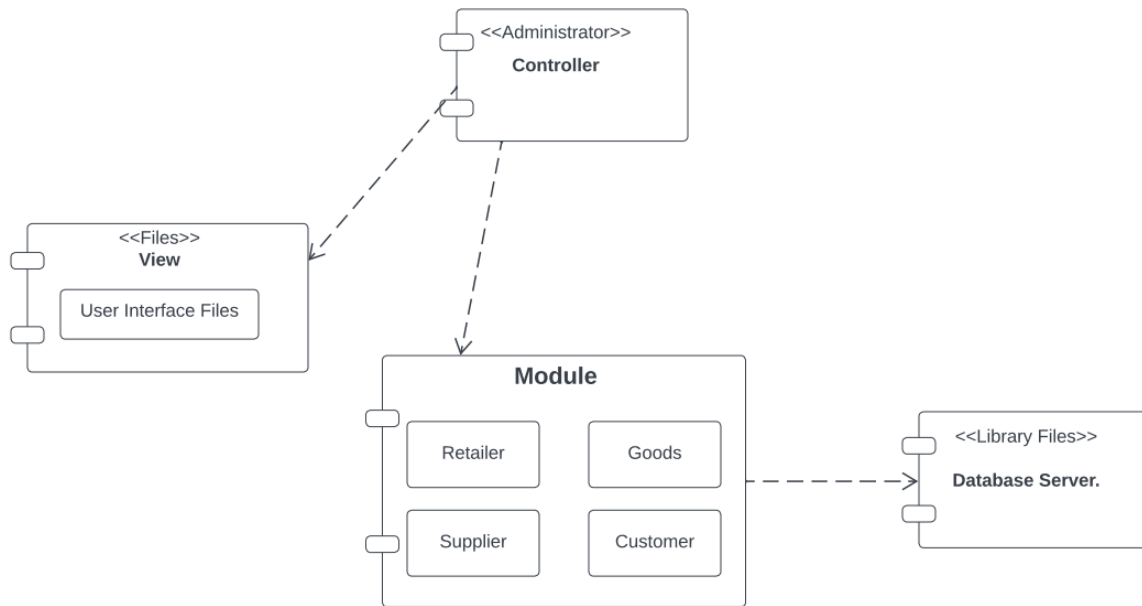 <<Administrator>>
Controller
<<Files>>
View
User Interface Files
Module
Retailer
Goods
Supplier
Customer
<<Library Files>>
Database Server.